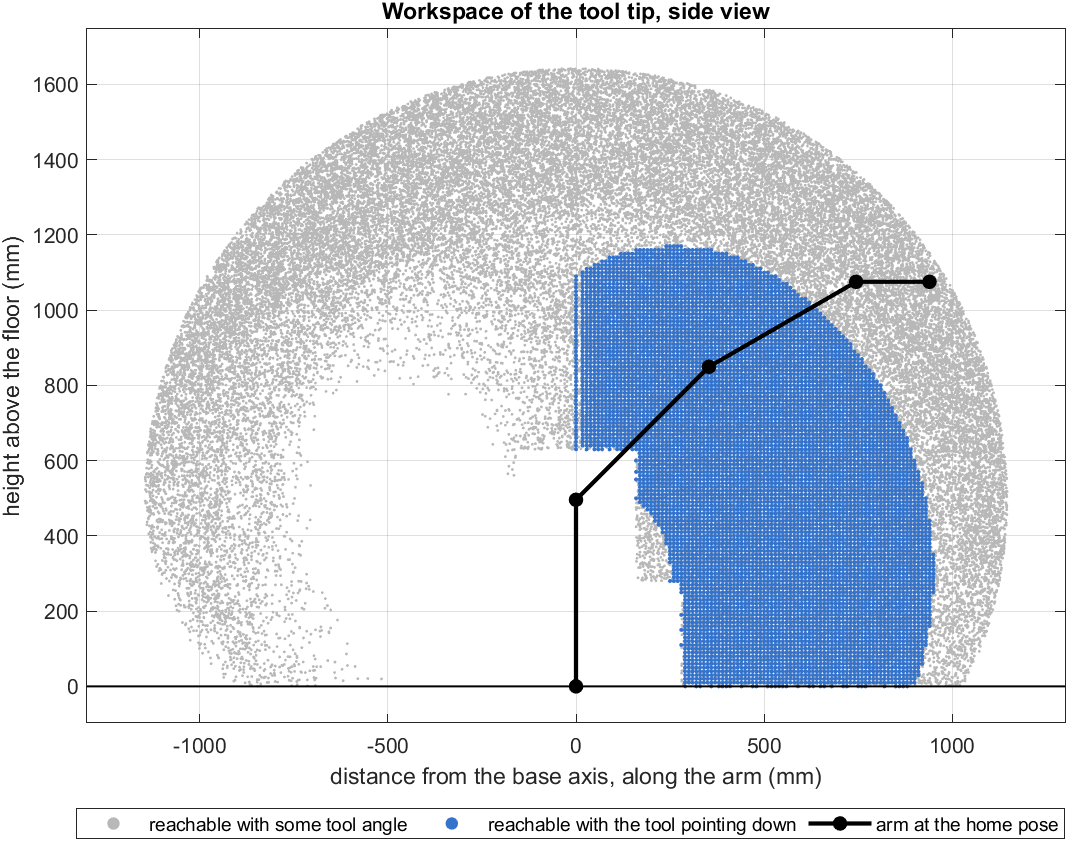 Workspace of the tool tip, side view
height above the floor (mm)
1600
1400
1200
1000
800
600
400
200
0
-1000 -500 0 500 1000
distance from the base axis, along the arm (mm)
reachable with some tool angle reachable with the tool pointing down arm at the home pose